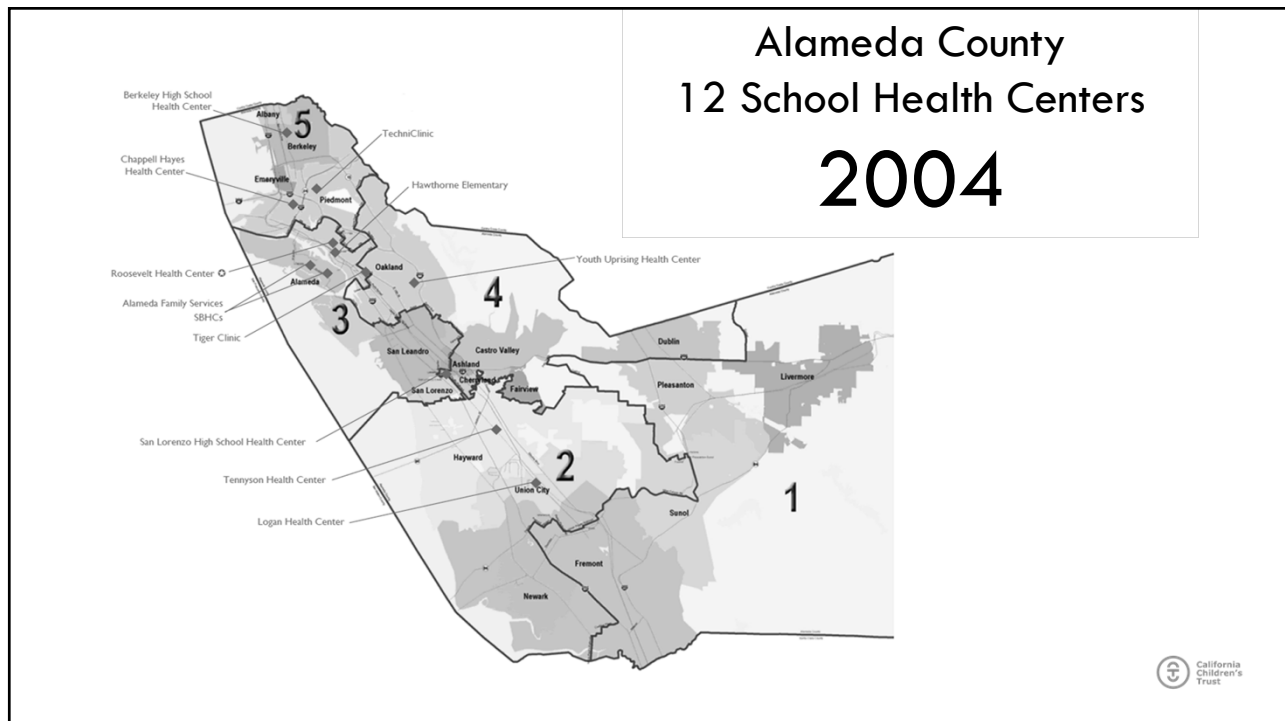 Alameda County
12 School Health Centers
2004
Berkeley High School
Health Center
Albany
5
Berkeley
TechniClinic
Chappell Hayes
Health Center
Emeryville
Piedmont
Hawthorne Elementary
Roosevelt Health Center
Oakland
Youth Uprising Health Center
Alameda
4
Alameda Family Services
SBHCs
3
Tiger Clinic
San Leandro
Castro Valley
Dublin
Ashland
Cherryland
Pleasanton
Livermore
San Lorenzo
Fairview
San Lorenzo High School Health Center
Hayward
2
Tennyson Health Center
Union City
1
Logan Health Center
Sunol
Fremont
Newark
California
Children's
Trust